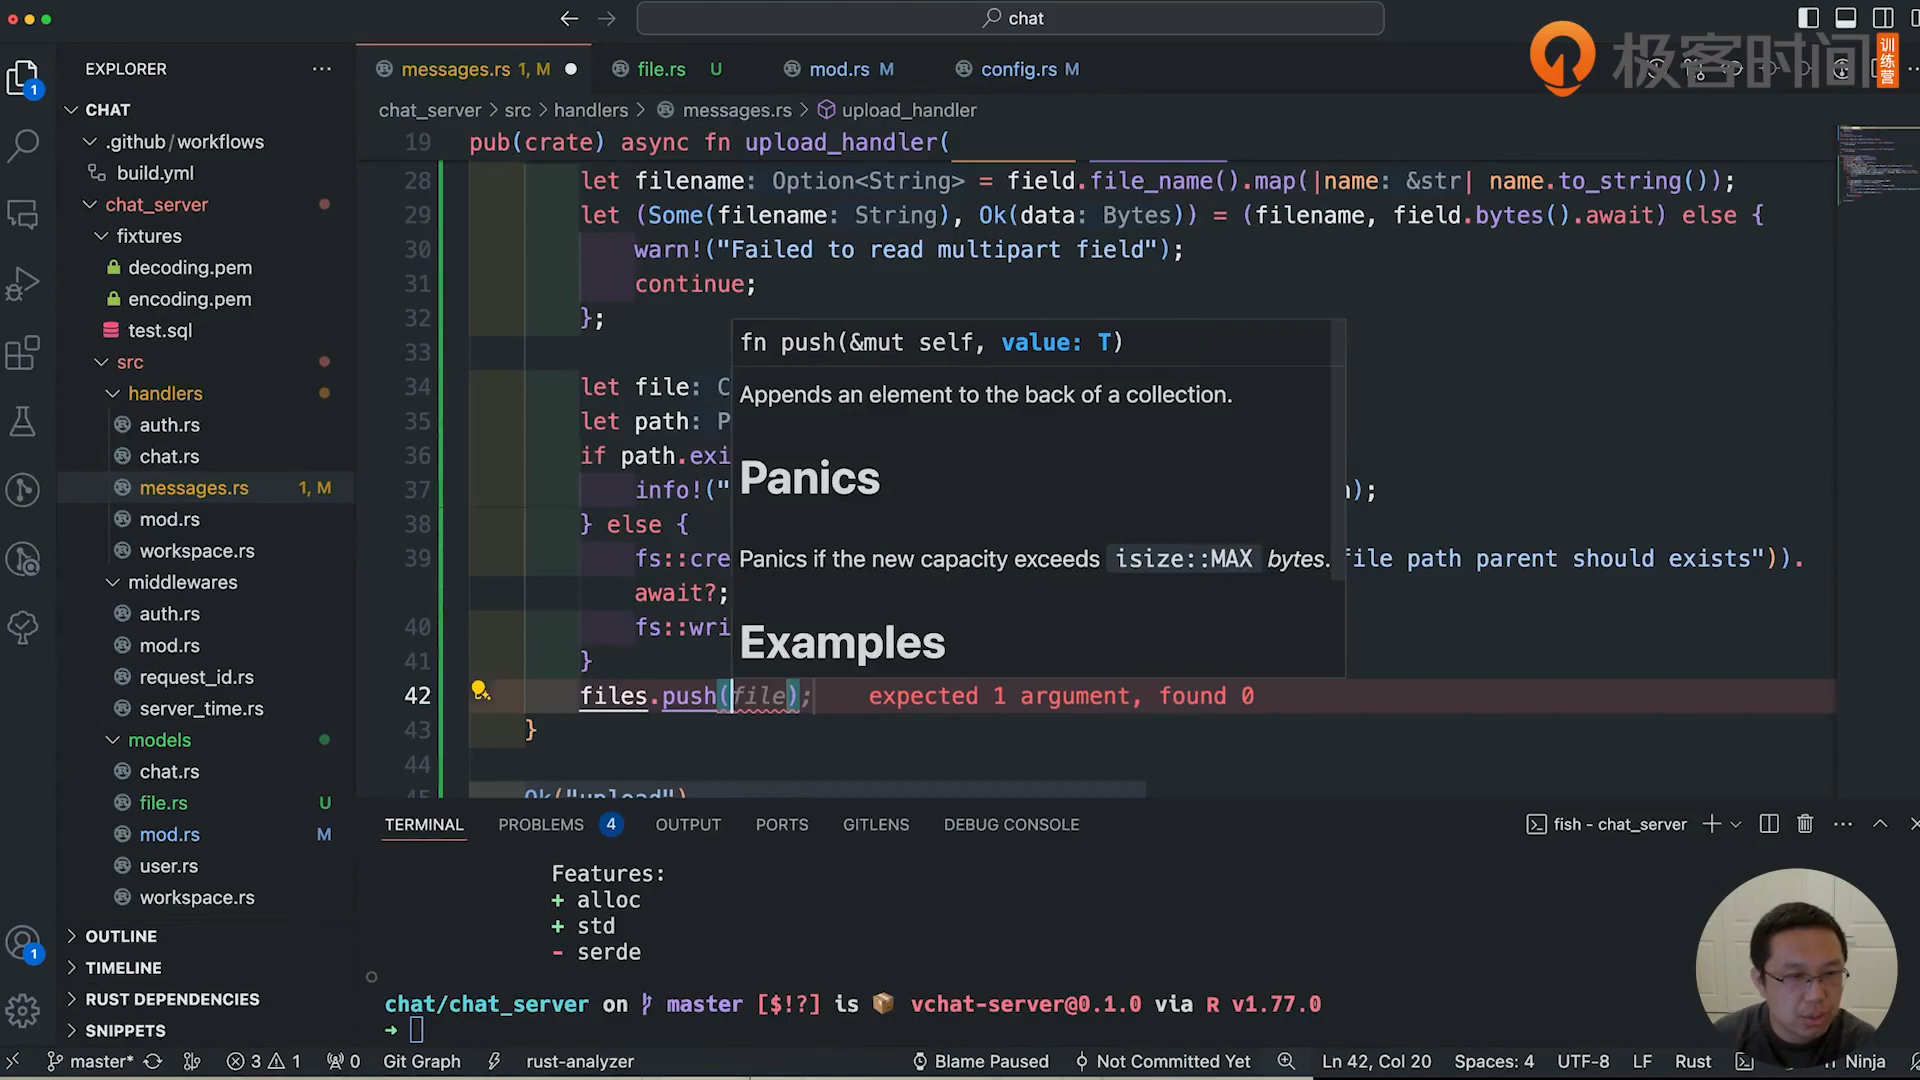 chat
极客时间
训练营
EXPLORER
CHAT
.github/workflows
build.yml
chat_server
fixtures
decoding.pem
encoding.pem
test.sql
src
handlers
auth.rs
chat.rs
messages.rs 1, M
mod.rs
workspace.rs
middlewares
auth.rs
mod.rs
request_id.rs
server_time.rs
models
chat.rs
file.rs U
mod.rs M
user.rs
workspace.rs
OUTLINE
TIMELINE
RUST DEPENDENCIES
SNIPPETS
1
1
messages.rs 1, M
file.rs U
mod.rs M
config.rs M
chat_server > src > handlers > messages.rs > upload_handler
19 pub(crate) async fn upload_handler(
28 let filename: Option<String> = field.file_name().map(|name: &str| name.to_string());
29 let (Some(filename: String), Ok(data: Bytes)) = (filename, field.bytes().await) else {
30 warn!("Failed to read multipart field");
31 continue;
32 };
33
34 let file: C
35 let path: P
36 if path.exi
37 info!(" );
38 } else {
39 fs::cre file path parent should exists")).
await?;
40 fs::wri
41 }
42 files.push(file); expected 1 argument, found 0
43 }
44
45 Ok("upload")
fn push(&mut self, value: T)
Appends an element to the back of a collection.
Panics
Panics if the new capacity exceeds isize::MAX bytes.
Examples
TERMINAL PROBLEMS 4 OUTPUT PORTS GITLENS DEBUG CONSOLE
fish - chat_server
Features:
+ alloc
+ std
- serde
chat/chat_server on master [$!?] is 📦 vchat-server@0.1.0 via R v1.77.0
→
master* 3 1 0 Git Graph rust-analyzer Blame Paused Not Committed Yet Ln 42, Col 20 Spaces: 4 UTF-8 LF Rust Ninja